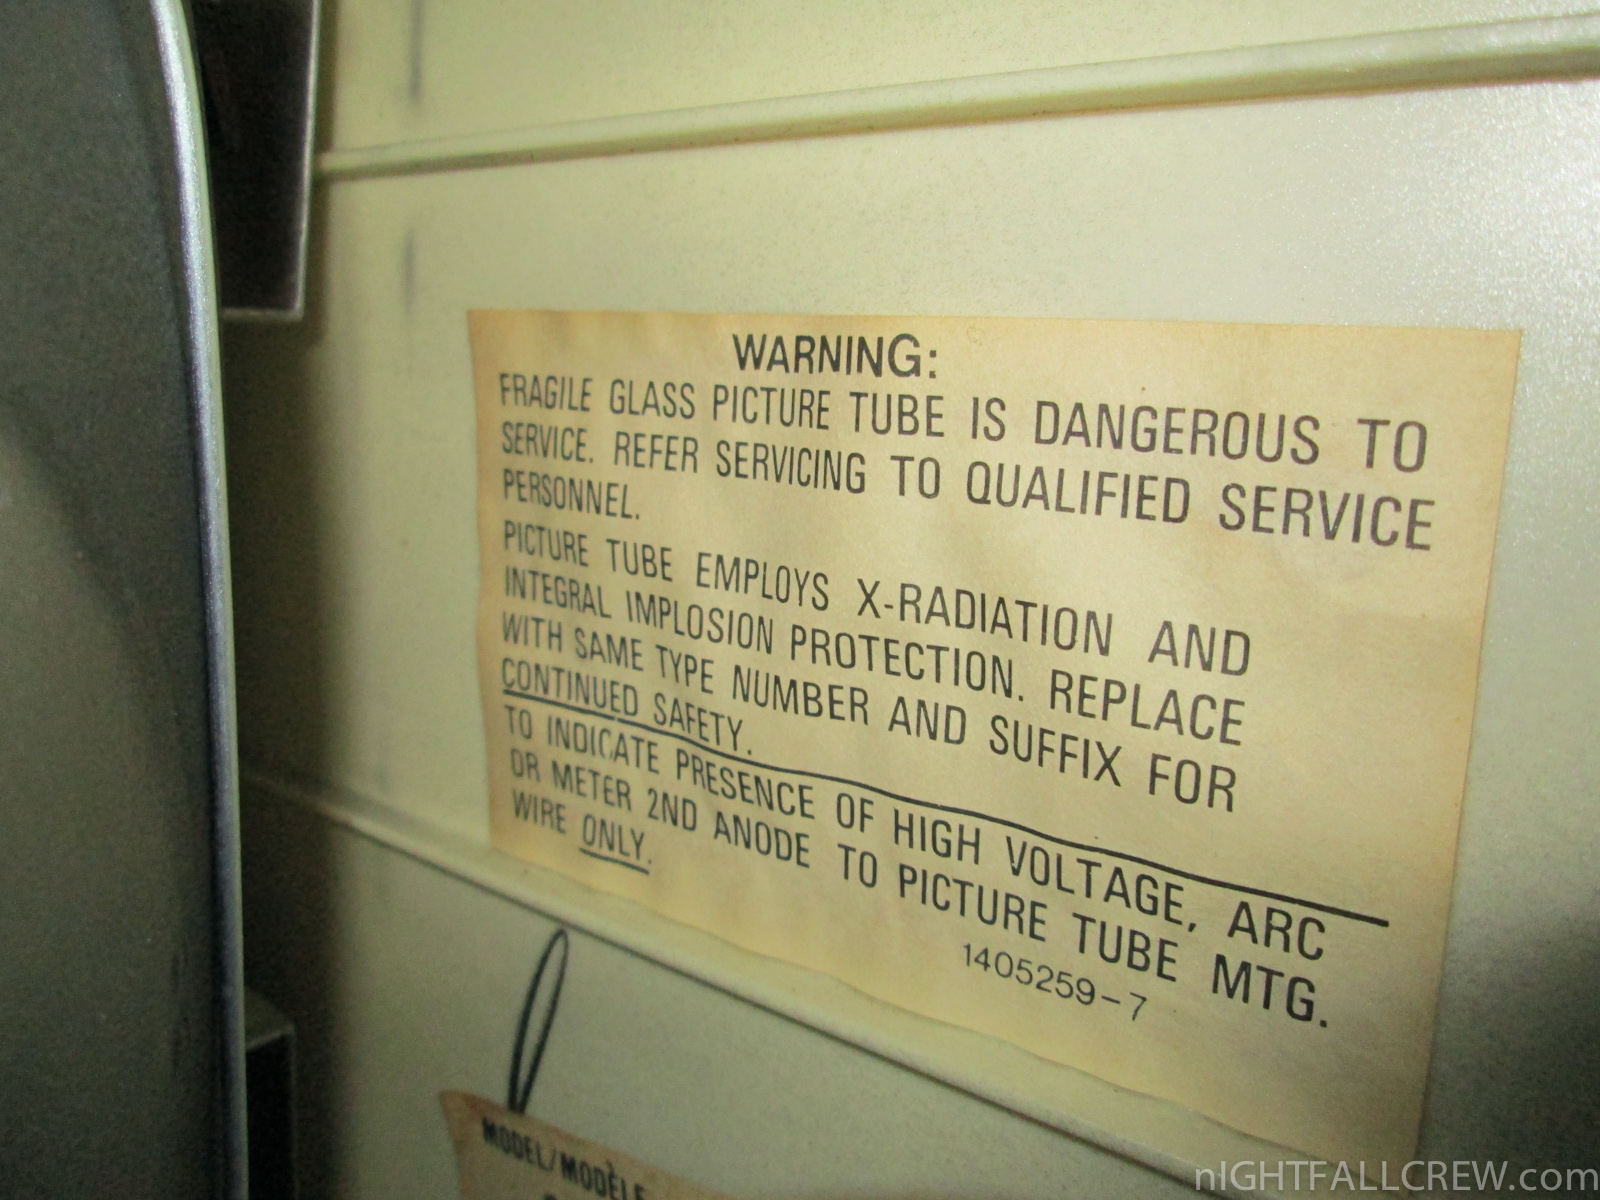 WARNING:
FRAGILE GLASS PICTURE TUBE IS DANGEROUS TO
SERVICE. REFER SERVICING TO QUALIFIED SERVICE
PERSONNEL.
PICTURE TUBE EMPLOYS X-RADIATION AND
INTEGRAL IMPLOSION PROTECTION. REPLACE
WITH SAME TYPE NUMBER AND SUFFIX FOR
CONTINUED SAFETY.
TO INDICATE PRESENCE OF HIGH VOLTAGE, ARC
OR METER 2ND ANODE TO PICTURE TUBE MTG.
WIRE ONLY.
1405259-7
MODEL/MODÈLE
nIGHTFALLCREW.com